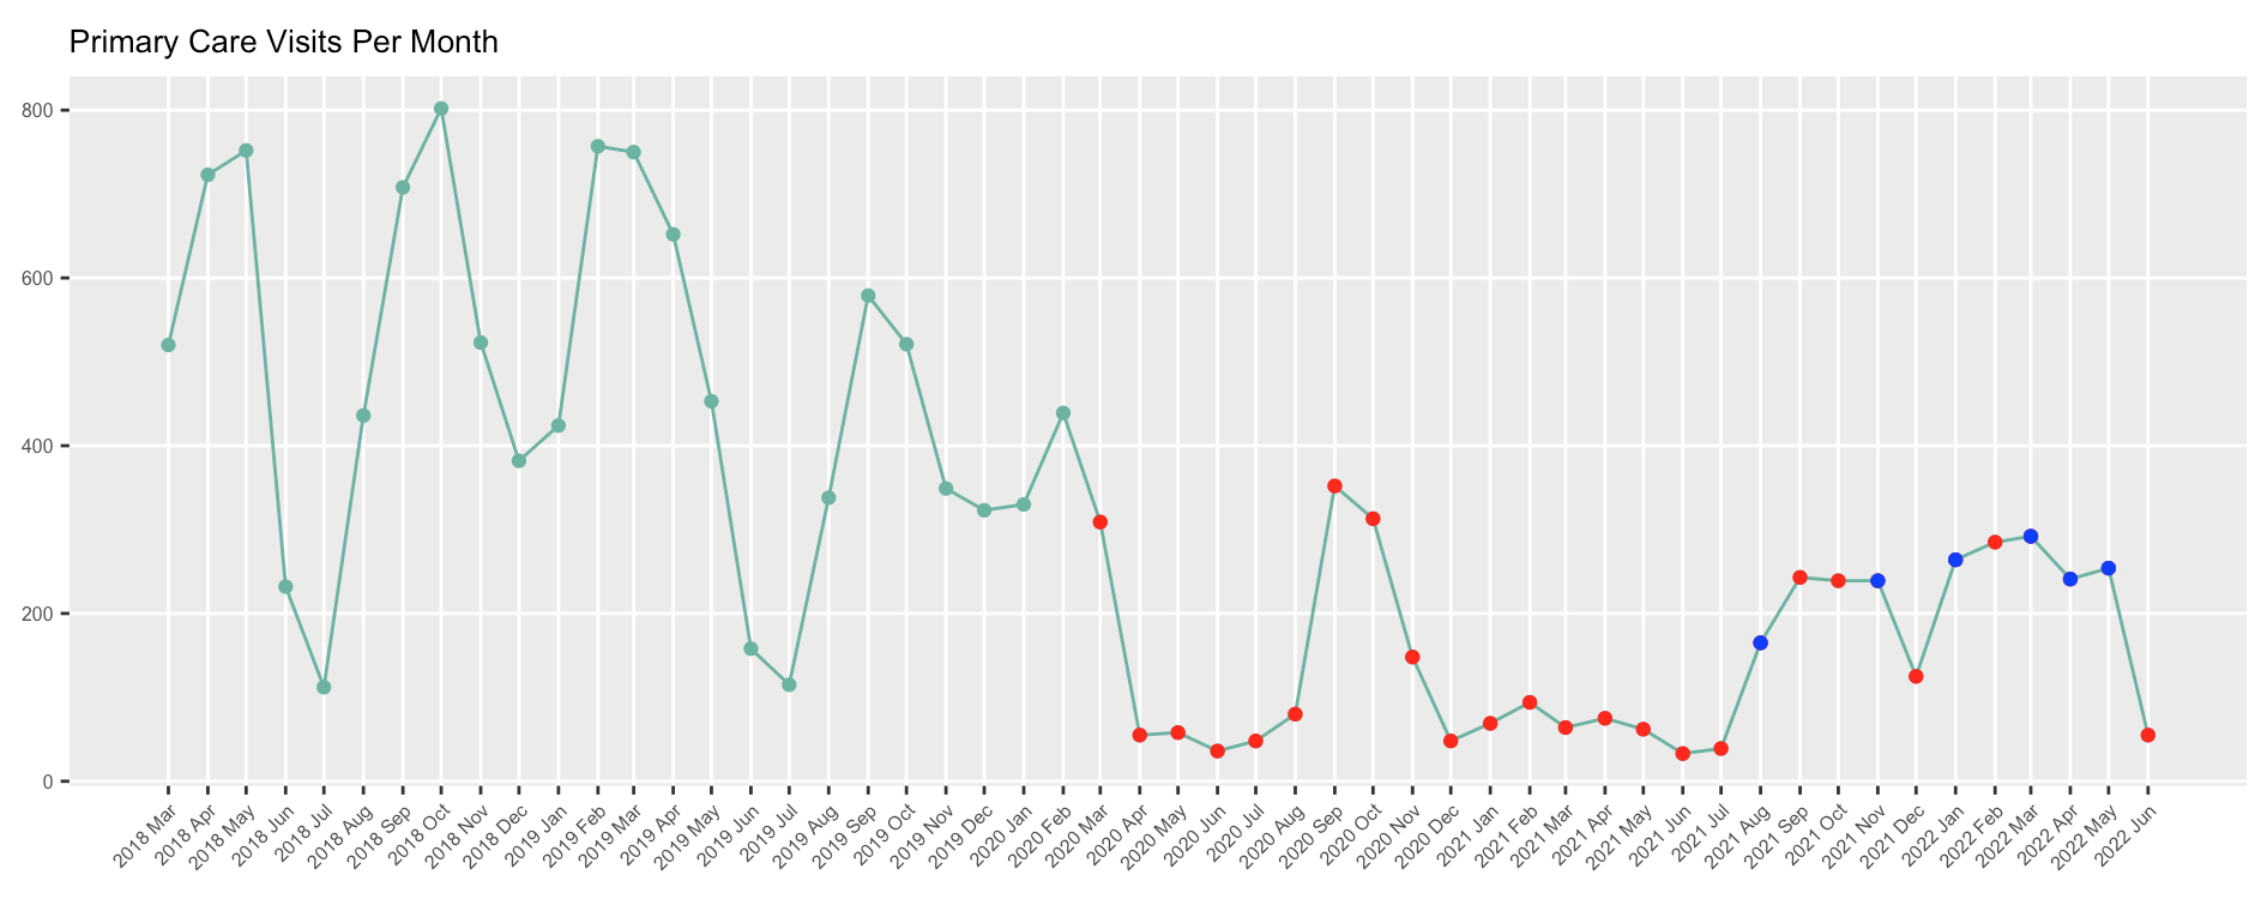 Primary Care Visits Per Month
800
600
400
200
0
2018 Mar
2018 Apr
2018 May
2018 Jun
2018 Jul
2018 Aug
2018 Sep
2018 Oct
2018 Nov
2018 Dec
2019 Jan
2019 Feb
2019 Mar
2019 Apr
2019 May
2019 Jun
2019 Jul
2019 Aug
2019 Sep
2019 Oct
2019 Nov
2019 Dec
2020 Jan
2020 Feb
2020 Mar
2020 Apr
2020 May
2020 Jun
2020 Jul
2020 Aug
2020 Sep
2020 Oct
2020 Nov
2020 Dec
2021 Jan
2021 Feb
2021 Mar
2021 Apr
2021 May
2021 Jun
2021 Jul
2021 Aug
2021 Sep
2021 Oct
2021 Nov
2021 Dec
2022 Jan
2022 Feb
2022 Mar
2022 Apr
2022 May
2022 Jun